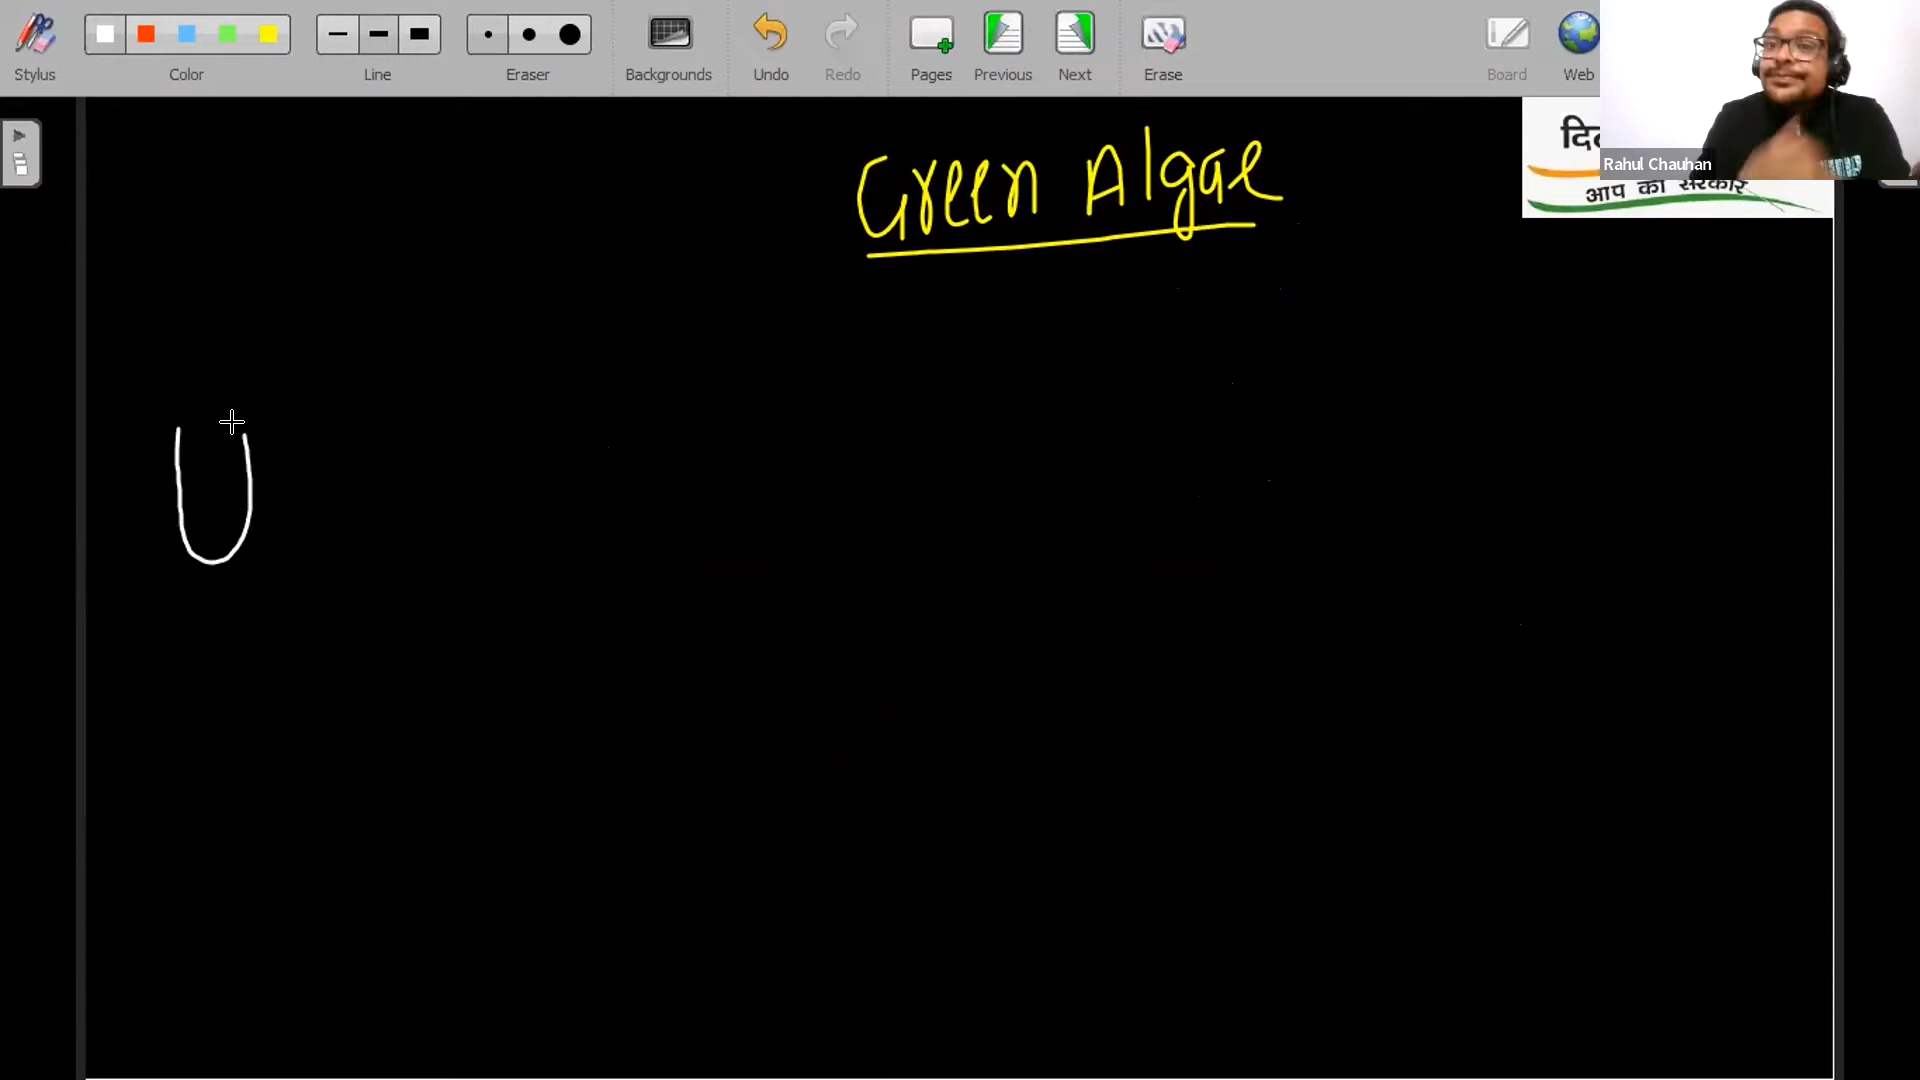 Stylus
Color
Line
Eraser
Backgrounds
Undo
Redo
Pages
Previous
Next
Erase
Board
Web
Rahul Chauhan
आप की सरकार
Green Algae
U